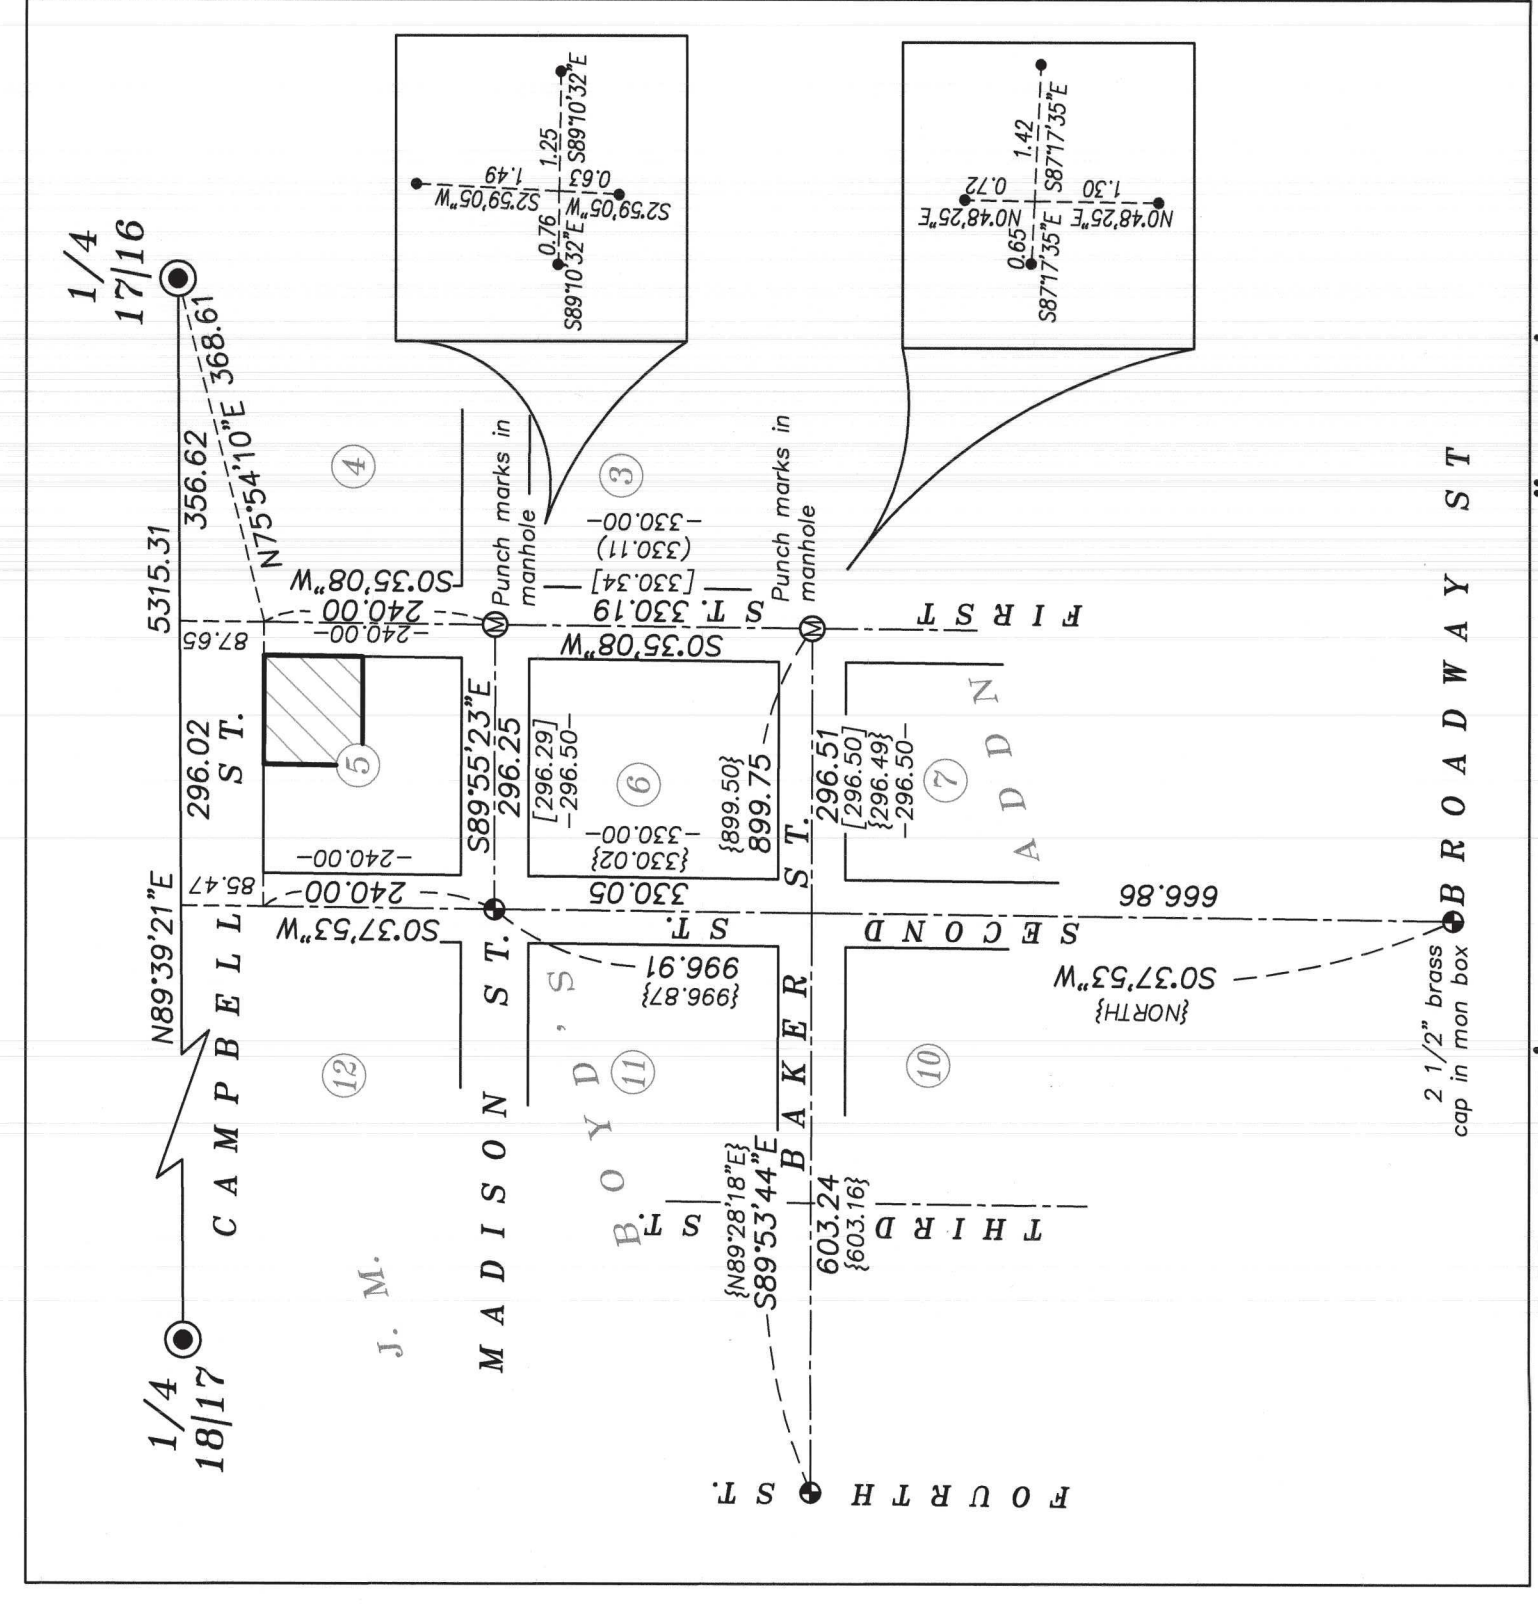 1/4
17|16
1/4
18|17
N89°39'21"E
5315.31
356.62
N75°54'10"E 368.61
87.65
296.02
85.47
CAMPBELL ST.
S0°35'08"W
240.00
-240.00-
-240.00-
240.00
S0°37'53"W
4
5
12
S89°55'23"E
296.25
[296.29]
-296.50-
MADISON ST.
Punch marks in
manhole
M
3
-330.00-
(330.11)
[330.34]
330.19
S0°35'08"W
FIRST ST.
6
-330.00-
{330.02}
330.05
{899.50}
899.75
11
996.91
{996.87}
SECOND ST.
Punch marks in
manhole
M
296.51
[296.50]
{296.49}
-296.50-
BAKER ST.
7
10
{N89°28'18"E}
S89°53'44"E
603.24
{603.16}
THIRD ST.
FOURTH ST.
666.86
S0°37'53"W
{NORTH}
2 1/2" brass
cap in mon box
BROADWAY ST
J. M. BOYD'S ADDN
1.49
S2°59'05"W
1.25
S89°10'32"E
0.76
S89°10'32"E
0.63
S2°59'05"W
0.72
N0°48'25"E
1.42
S87°17'35"E
0.65
S87°17'35"E
1.30
N0°48'25"E